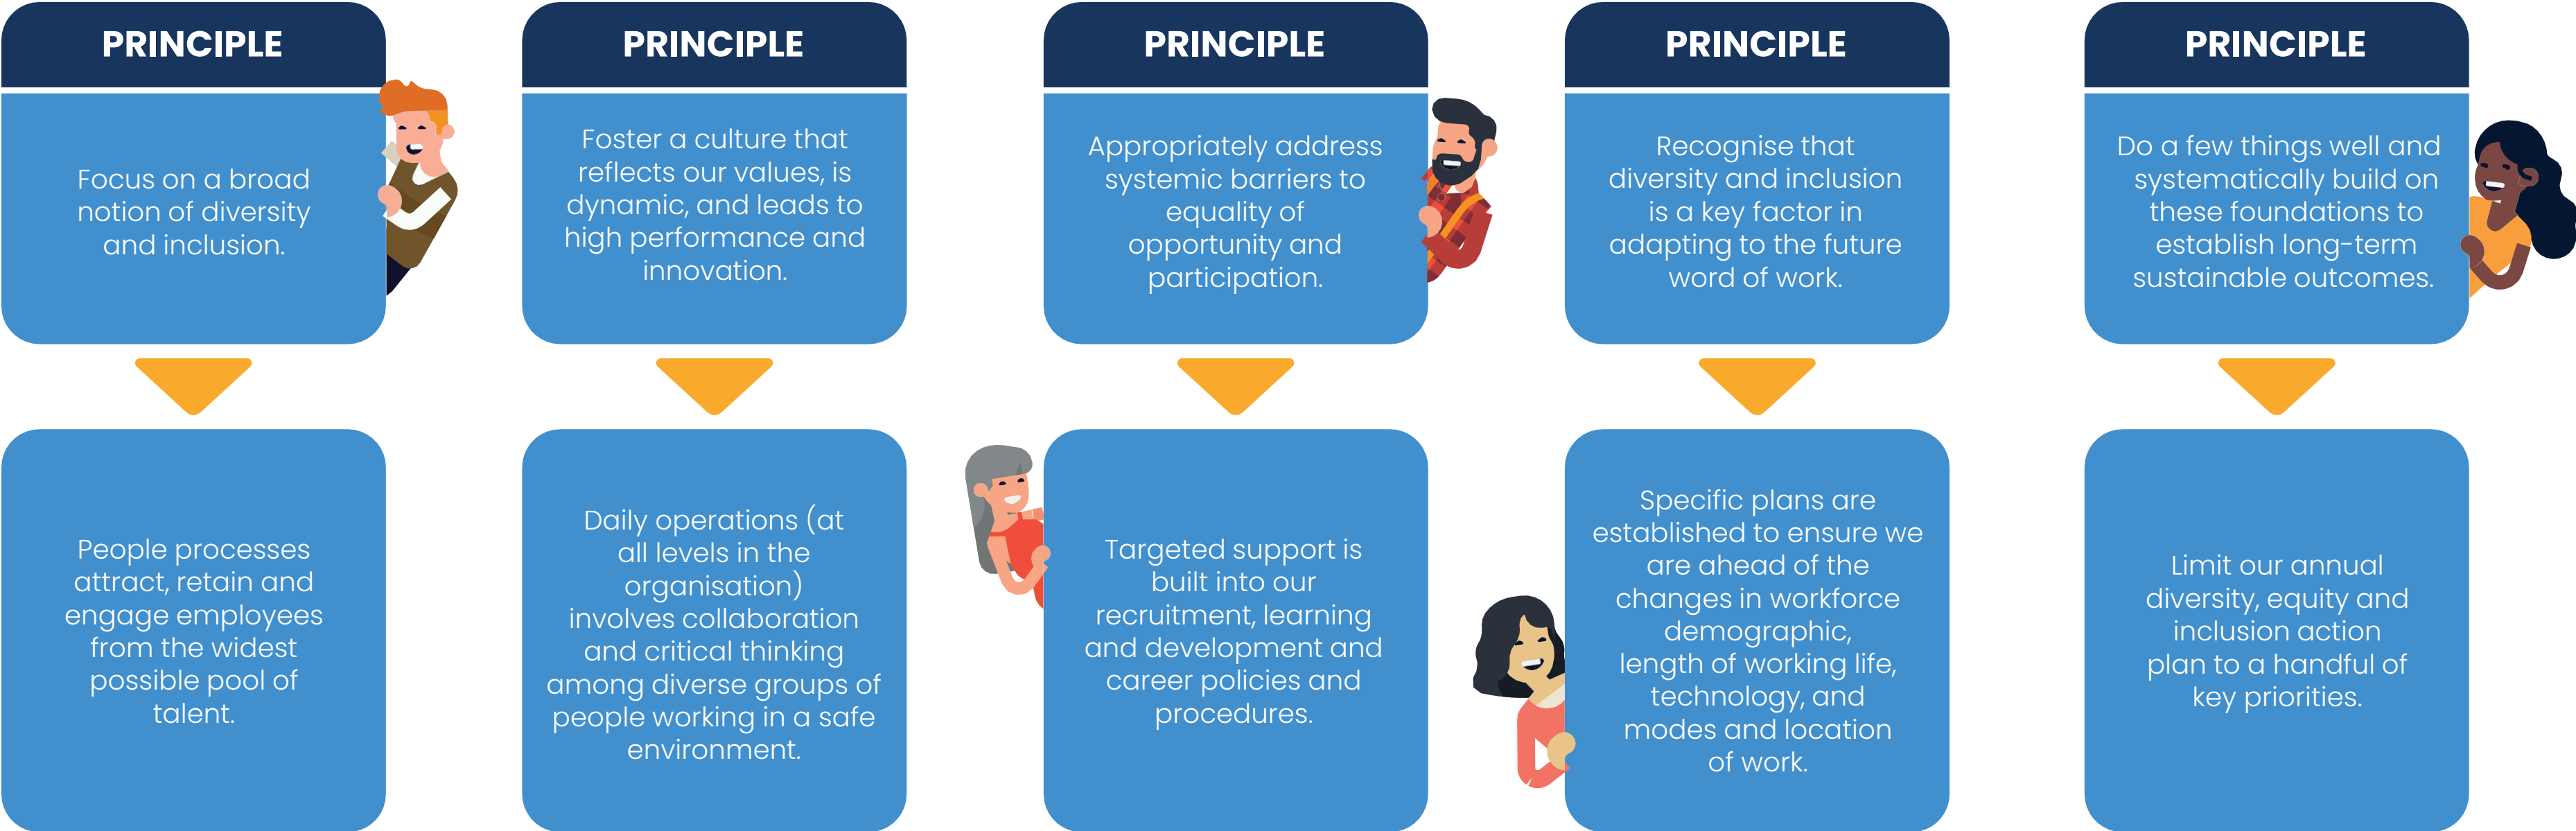 PRINCIPLE
Focus on a broad
notion of diversity
and inclusion.
People processes
attract, retain and
engage employees
from the widest
possible pool of
talent.
PRINCIPLE
Foster a culture that
reflects our values, is
dynamic, and leads to
high performance and
innovation.
Daily operations (at
all levels in the
organisation)
involves collaboration
and critical thinking
among diverse groups of
people working in a safe
environment.
PRINCIPLE
Appropriately address
systemic barriers to
equality of
opportunity and
participation.
Targeted support is
built into our
recruitment, learning
and development and
career policies and
procedures.
PRINCIPLE
Recognise that
diversity and inclusion
is a key factor in
adapting to the future
word of work.
Specific plans are
established to ensure we
are ahead of the
changes in workforce
demographic,
length of working life,
technology, and
modes and location
of work.
PRINCIPLE
Do a few things well and
systematically build on
these foundations to
establish long-term
sustainable outcomes.
Limit our annual
diversity, equity and
inclusion action
plan to a handful of
key priorities.